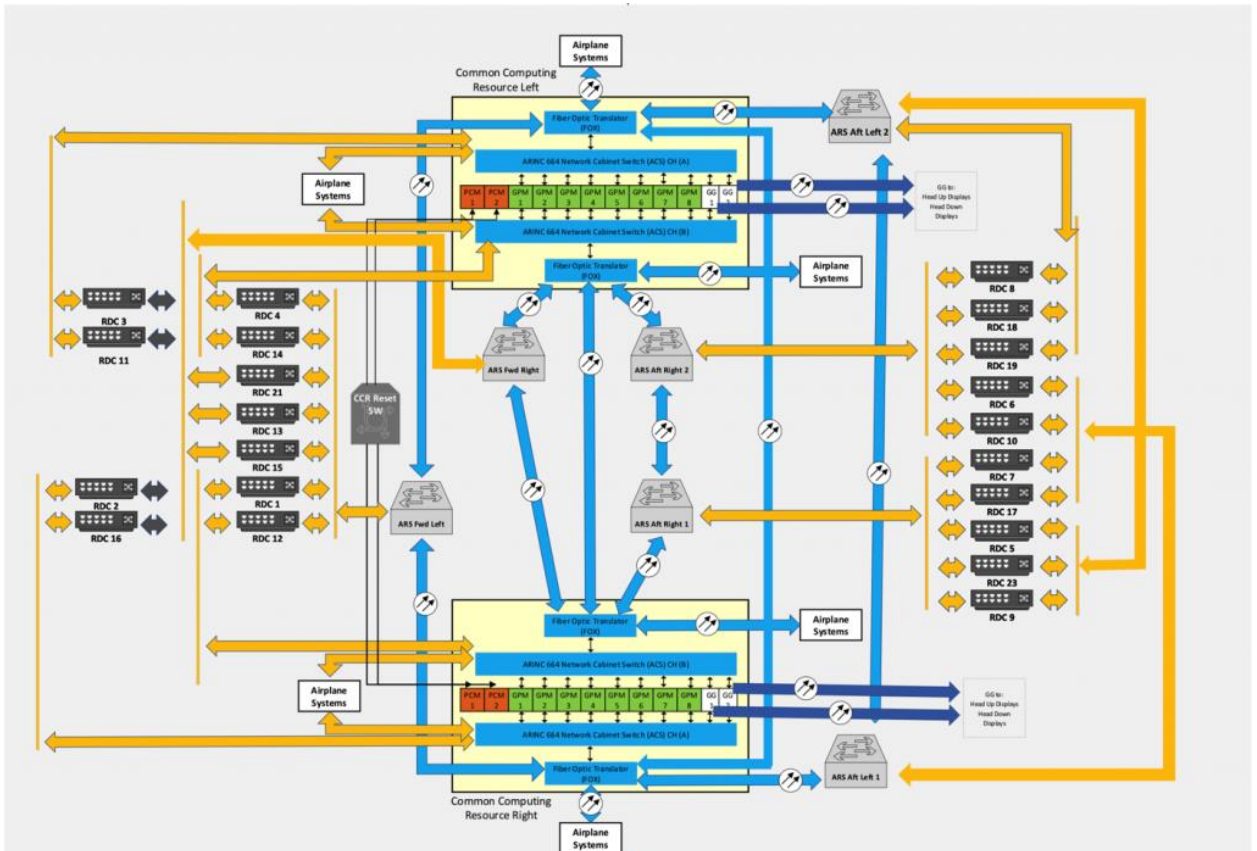 Airplane
Systems
Common Computing
Resource Left
Fiber Optic Translator
(FOX)
ARS Aft Left 2
ARINC 664 Network Cabinet Switch (ACS) CH (A)
Airplane
Systems
PCM
1
PCM
2
GPM
1
GPM
2
GPM
3
GPM
4
GPM
5
GPM
6
GPM
7
GPM
8
GG
1
GG
GG to:
Head Up Displays
Head Down
Displays
ARINC 664 Network Cabinet Switch (ACS) CH (B)
Fiber Optic Translator
(FOX)
Airplane
Systems
RDC 3
RDC 11
RDC 4
RDC 14
RDC 21
RDC 13
RDC 15
RDC 1
RDC 12
RDC 2
RDC 16
CCR Reset
SW
ARS Fwd Right
ARS Aft Right 2
ARS Fwd Left
ARS Aft Right 1
RDC 8
RDC 18
RDC 19
RDC 6
RDC 10
RDC 7
RDC 17
RDC 5
RDC 23
RDC 9
Fiber Optic Translator
(FOX)
Airplane
Systems
ARINC 664 Network Cabinet Switch (ACS) CH (B)
Airplane
Systems
PCM
1
PCM
2
GPM
1
GPM
2
GPM
3
GPM
4
GPM
5
GPM
6
GPM
7
GPM
8
GG
GG
GG to:
Head Up Displays
Head Down
Displays
ARINC 664 Network Cabinet Switch (ACS) CH (A)
Fiber Optic Translator
(FOX)
ARS Aft Left 1
Common Computing
Resource Right
Airplane
Systems